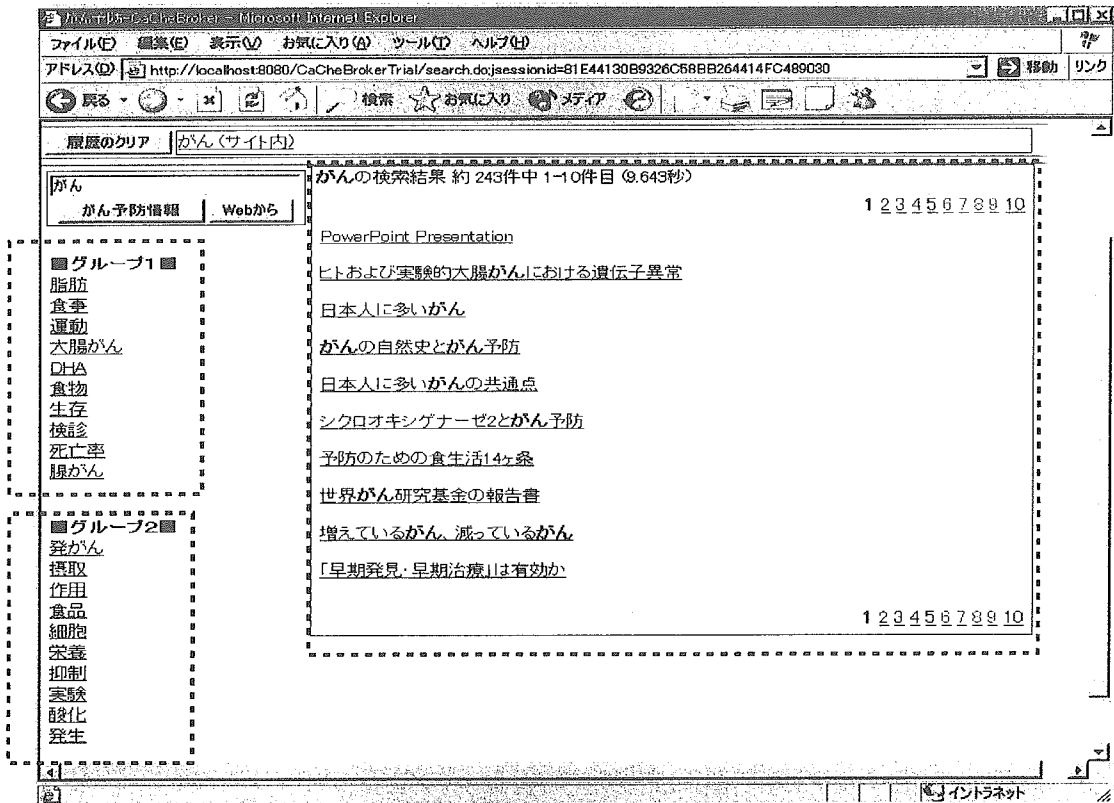 がん予防-CaCheBroker - Microsoft Internet Explorer
ファイル(F) 編集(E) 表示(V) お気に入り(A) ツール(T) ヘルプ(H)
アドレス(D) http://localhost:8080/CaCheBrokerTrial/search.do;jsessionid=81E44130B9326C58BB264414FC489030 移動 リンク
戻る 検索 お気に入り メディア
履歴のクリア がん(サイト内)
がん
がん予防情報 Webから
がんの検索結果 約 243件中 1-10件目 (9.643秒)
1 2 3 4 5 6 7 8 9 10
PowerPoint Presentation
ヒトおよび実験的大腸がんにおける遺伝子異常
日本人に多いがん
がんの自然史とがん予防
日本人に多いがんの共通点
シクロオキシゲナーゼ2とがん予防
予防のための食生活14ヶ条
世界がん研究基金の報告書
増えているがん、減っているがん
「早期発見・早期治療」は有効か
1 2 3 4 5 6 7 8 9 10
■グループ1■
脂肪
食事
運動
大腸がん
DHA
食物
生存
検診
死亡率
腺がん
■グループ2■
発がん
摂取
作用
食品
細胞
栄養
抑制
実験
酸化
発生
イントラネット